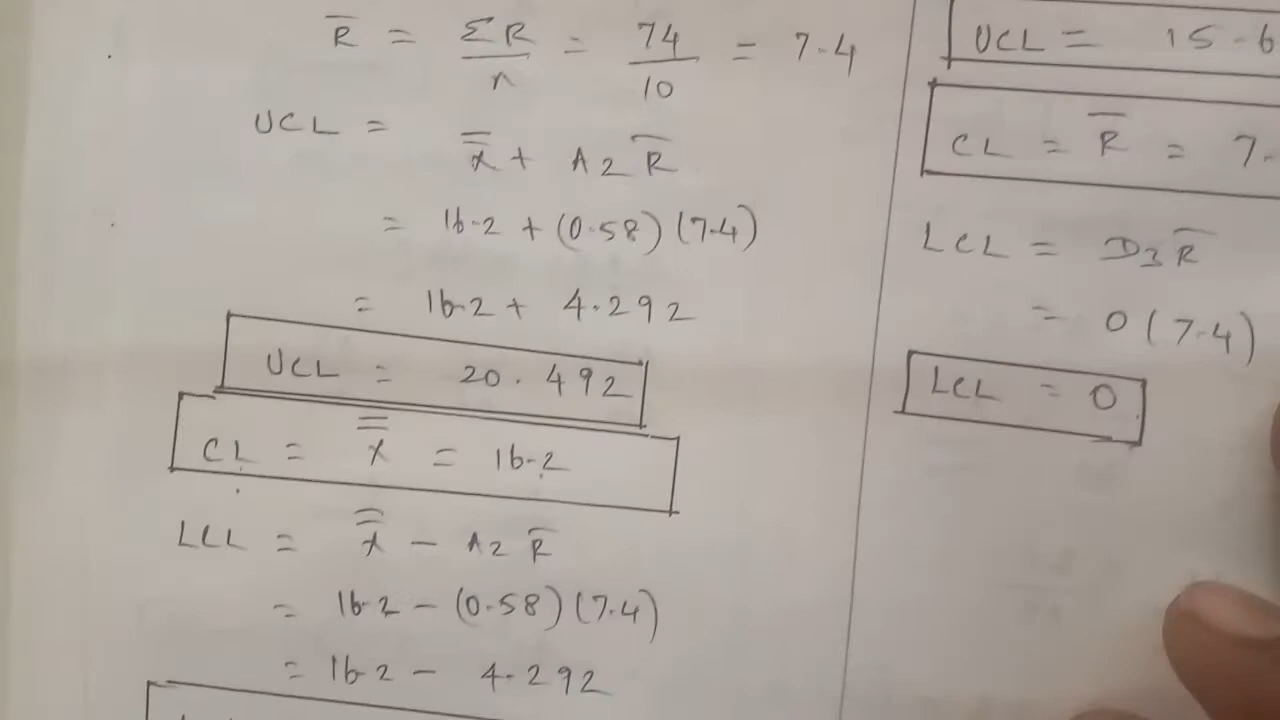 R̅ = ΣR/n = 74/10 = 7.4
UCL =
x̿ + A2 R̅
= 16.2 + (0.58) (7.4)
= 16.2 + 4.292
UCL = 20.492
CL = x̿ = 16.2
LCL = x̿ - A2 R̅
= 16.2 - (0.58) (7.4)
= 16.2 - 4.292
UCL = 15.6
CL = R̅ = 7.
LCL = D3 R̅
= 0 (7.4)
LCL = 0